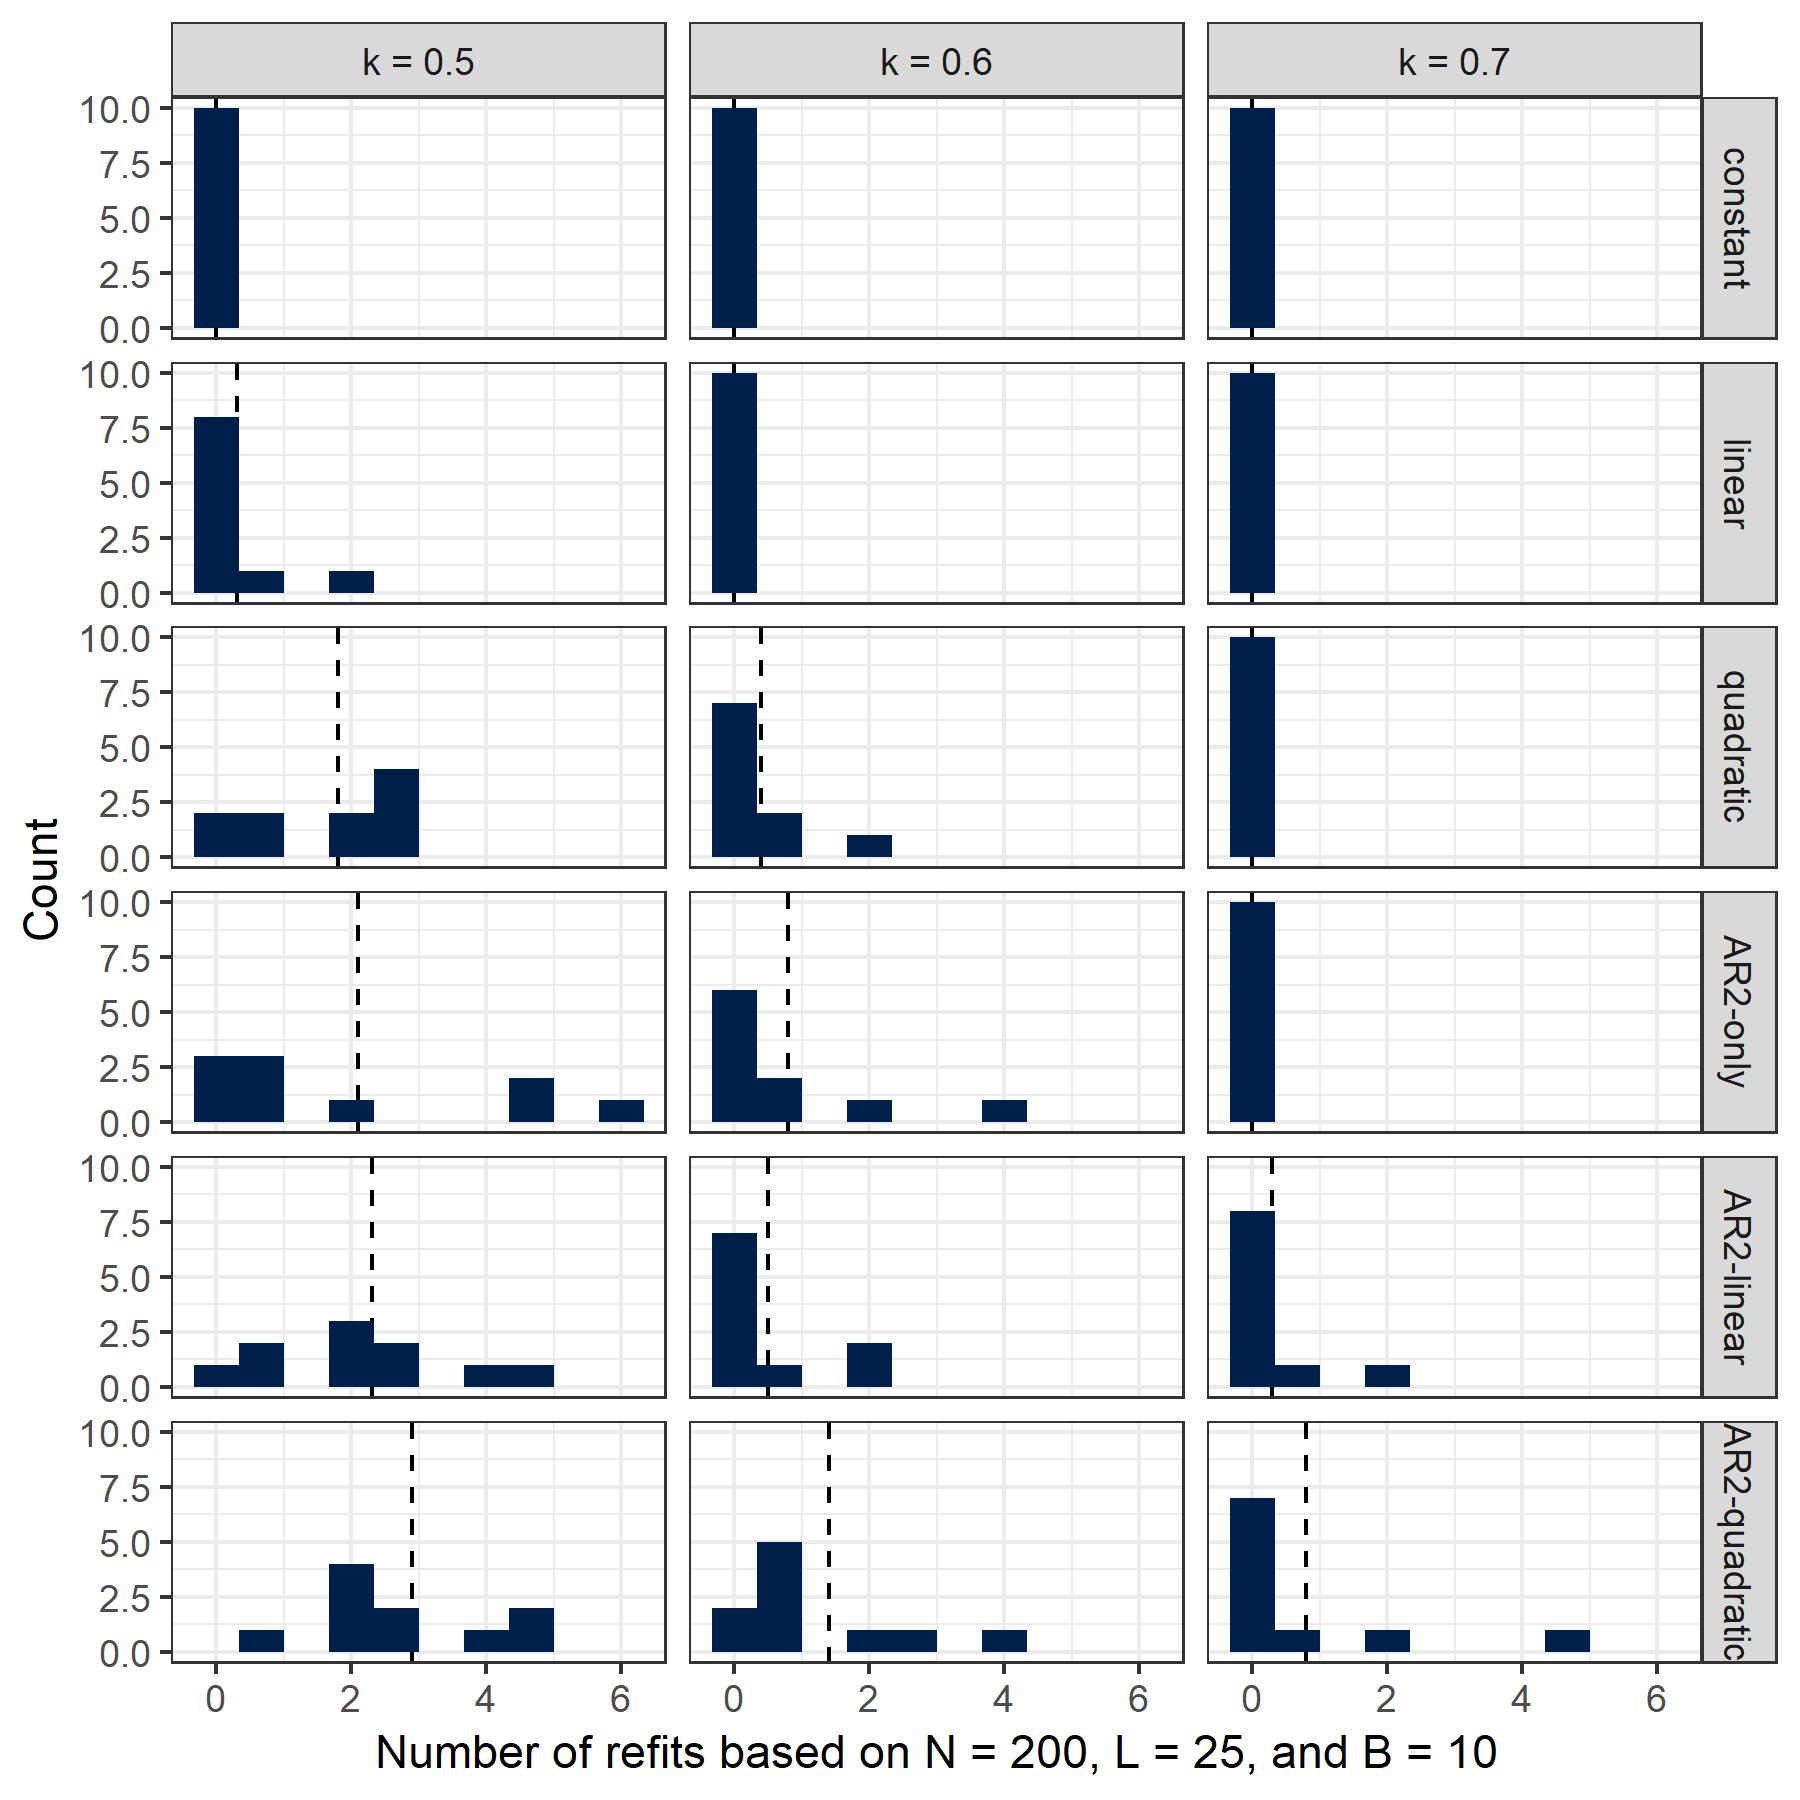 k = 0.5
k = 0.6
k = 0.7
10.0
7.5
5.0
2.5
0.0
constant
10.0
7.5
5.0
2.5
0.0
linear
10.0
7.5
5.0
2.5
0.0
quadratic
Count
10.0
7.5
5.0
2.5
0.0
AR2-only
10.0
7.5
5.0
2.5
0.0
AR2-linear
10.0
7.5
5.0
2.5
0.0
AR2-quadratic
0 2 4 6
0 2 4 6
0 2 4 6
Number of refits based on N = 200, L = 25, and B = 10